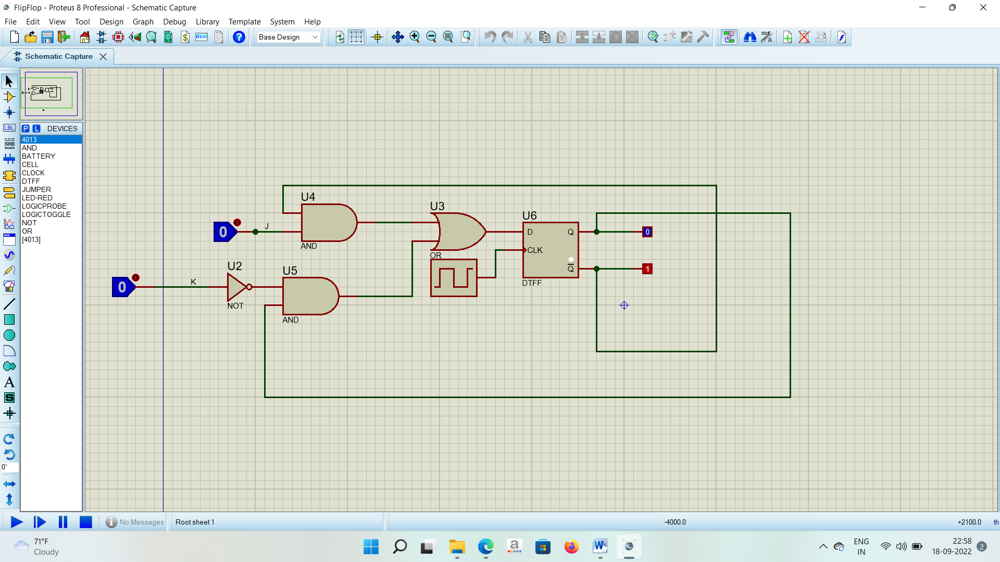 FlipFlop - Proteus 8 Professional - Schematic Capture
File Edit View Tool Design Graph Debug Library Template System Help
Base Design
Schematic Capture
P L DEVICES
4013
AND
BATTERY
CELL
CLOCK
DTFF
JUMPER
LED-RED
LOGICPROBE
LOGICTOGGLE
NOT
OR
[4013]
LBL
A
S
0°
U4
AND
0
J
U3
OR
U6
D Q
CLK
Q
DTFF
0
1
U2
NOT
0
K
U5
AND
No Messages
Root sheet 1
-4000.0
+2100.0
th
71°F
Cloudy
a
W
ENG
IN
22:58
18-09-2022
2